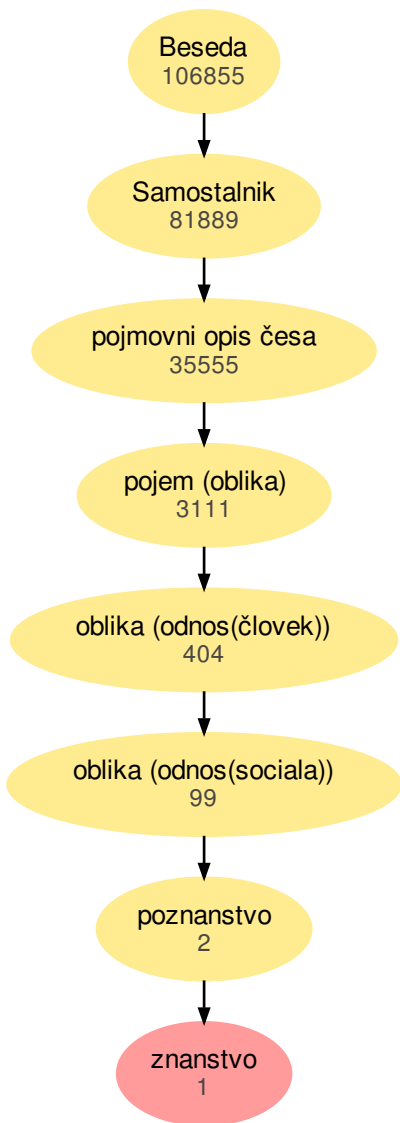 Beseda
106855
Samostalnik
81889
pojmovni opis česa
35555
pojem (oblika)
3111
oblika (odnos(človek))
404
oblika (odnos(sociala))
99
poznanstvo
2
znanstvo
1